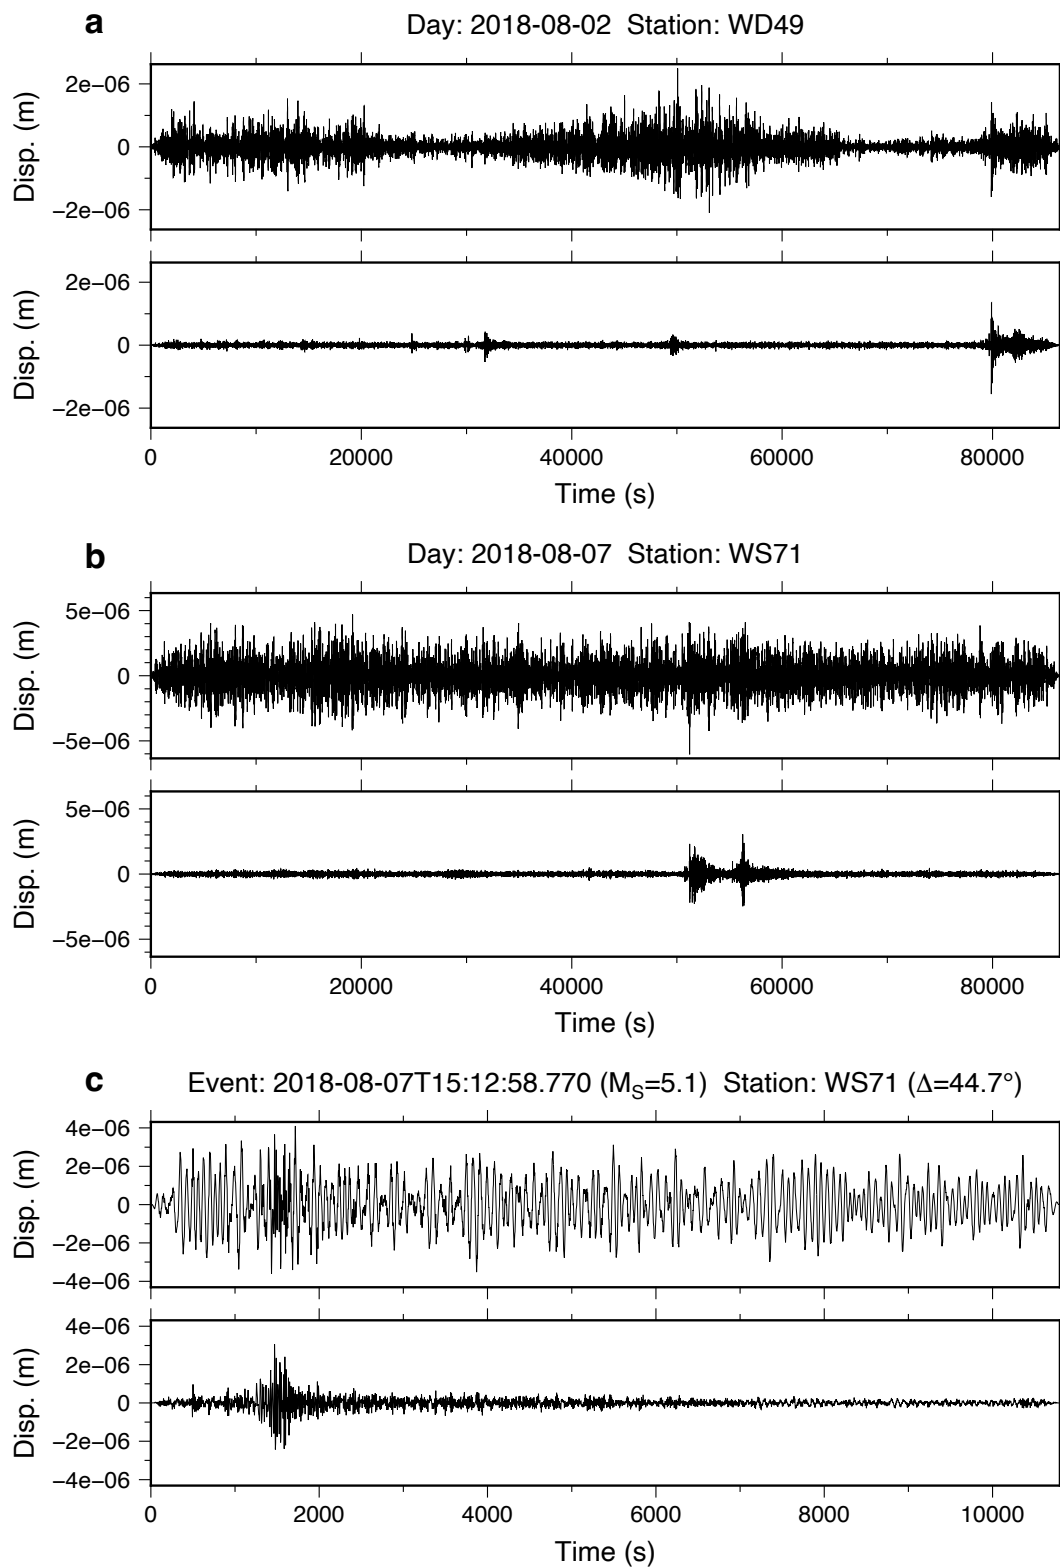 a Day: 2018-08-02 Station: WD49
Disp. (m)
2e−06
0
−2e−06
Disp. (m)
2e−06
0
−2e−06
0 20000 40000 60000 80000
Time (s)
b Day: 2018-08-07 Station: WS71
Disp. (m)
5e−06
0
−5e−06
Disp. (m)
5e−06
0
−5e−06
0 20000 40000 60000 80000
Time (s)
c Event: 2018-08-07T15:12:58.770 (M_S=5.1) Station: WS71 (Δ=44.7°)
Disp. (m)
4e−06
2e−06
0
−2e−06
−4e−06
Disp. (m)
4e−06
2e−06
0
−2e−06
−4e−06
0 2000 4000 6000 8000 10000
Time (s)